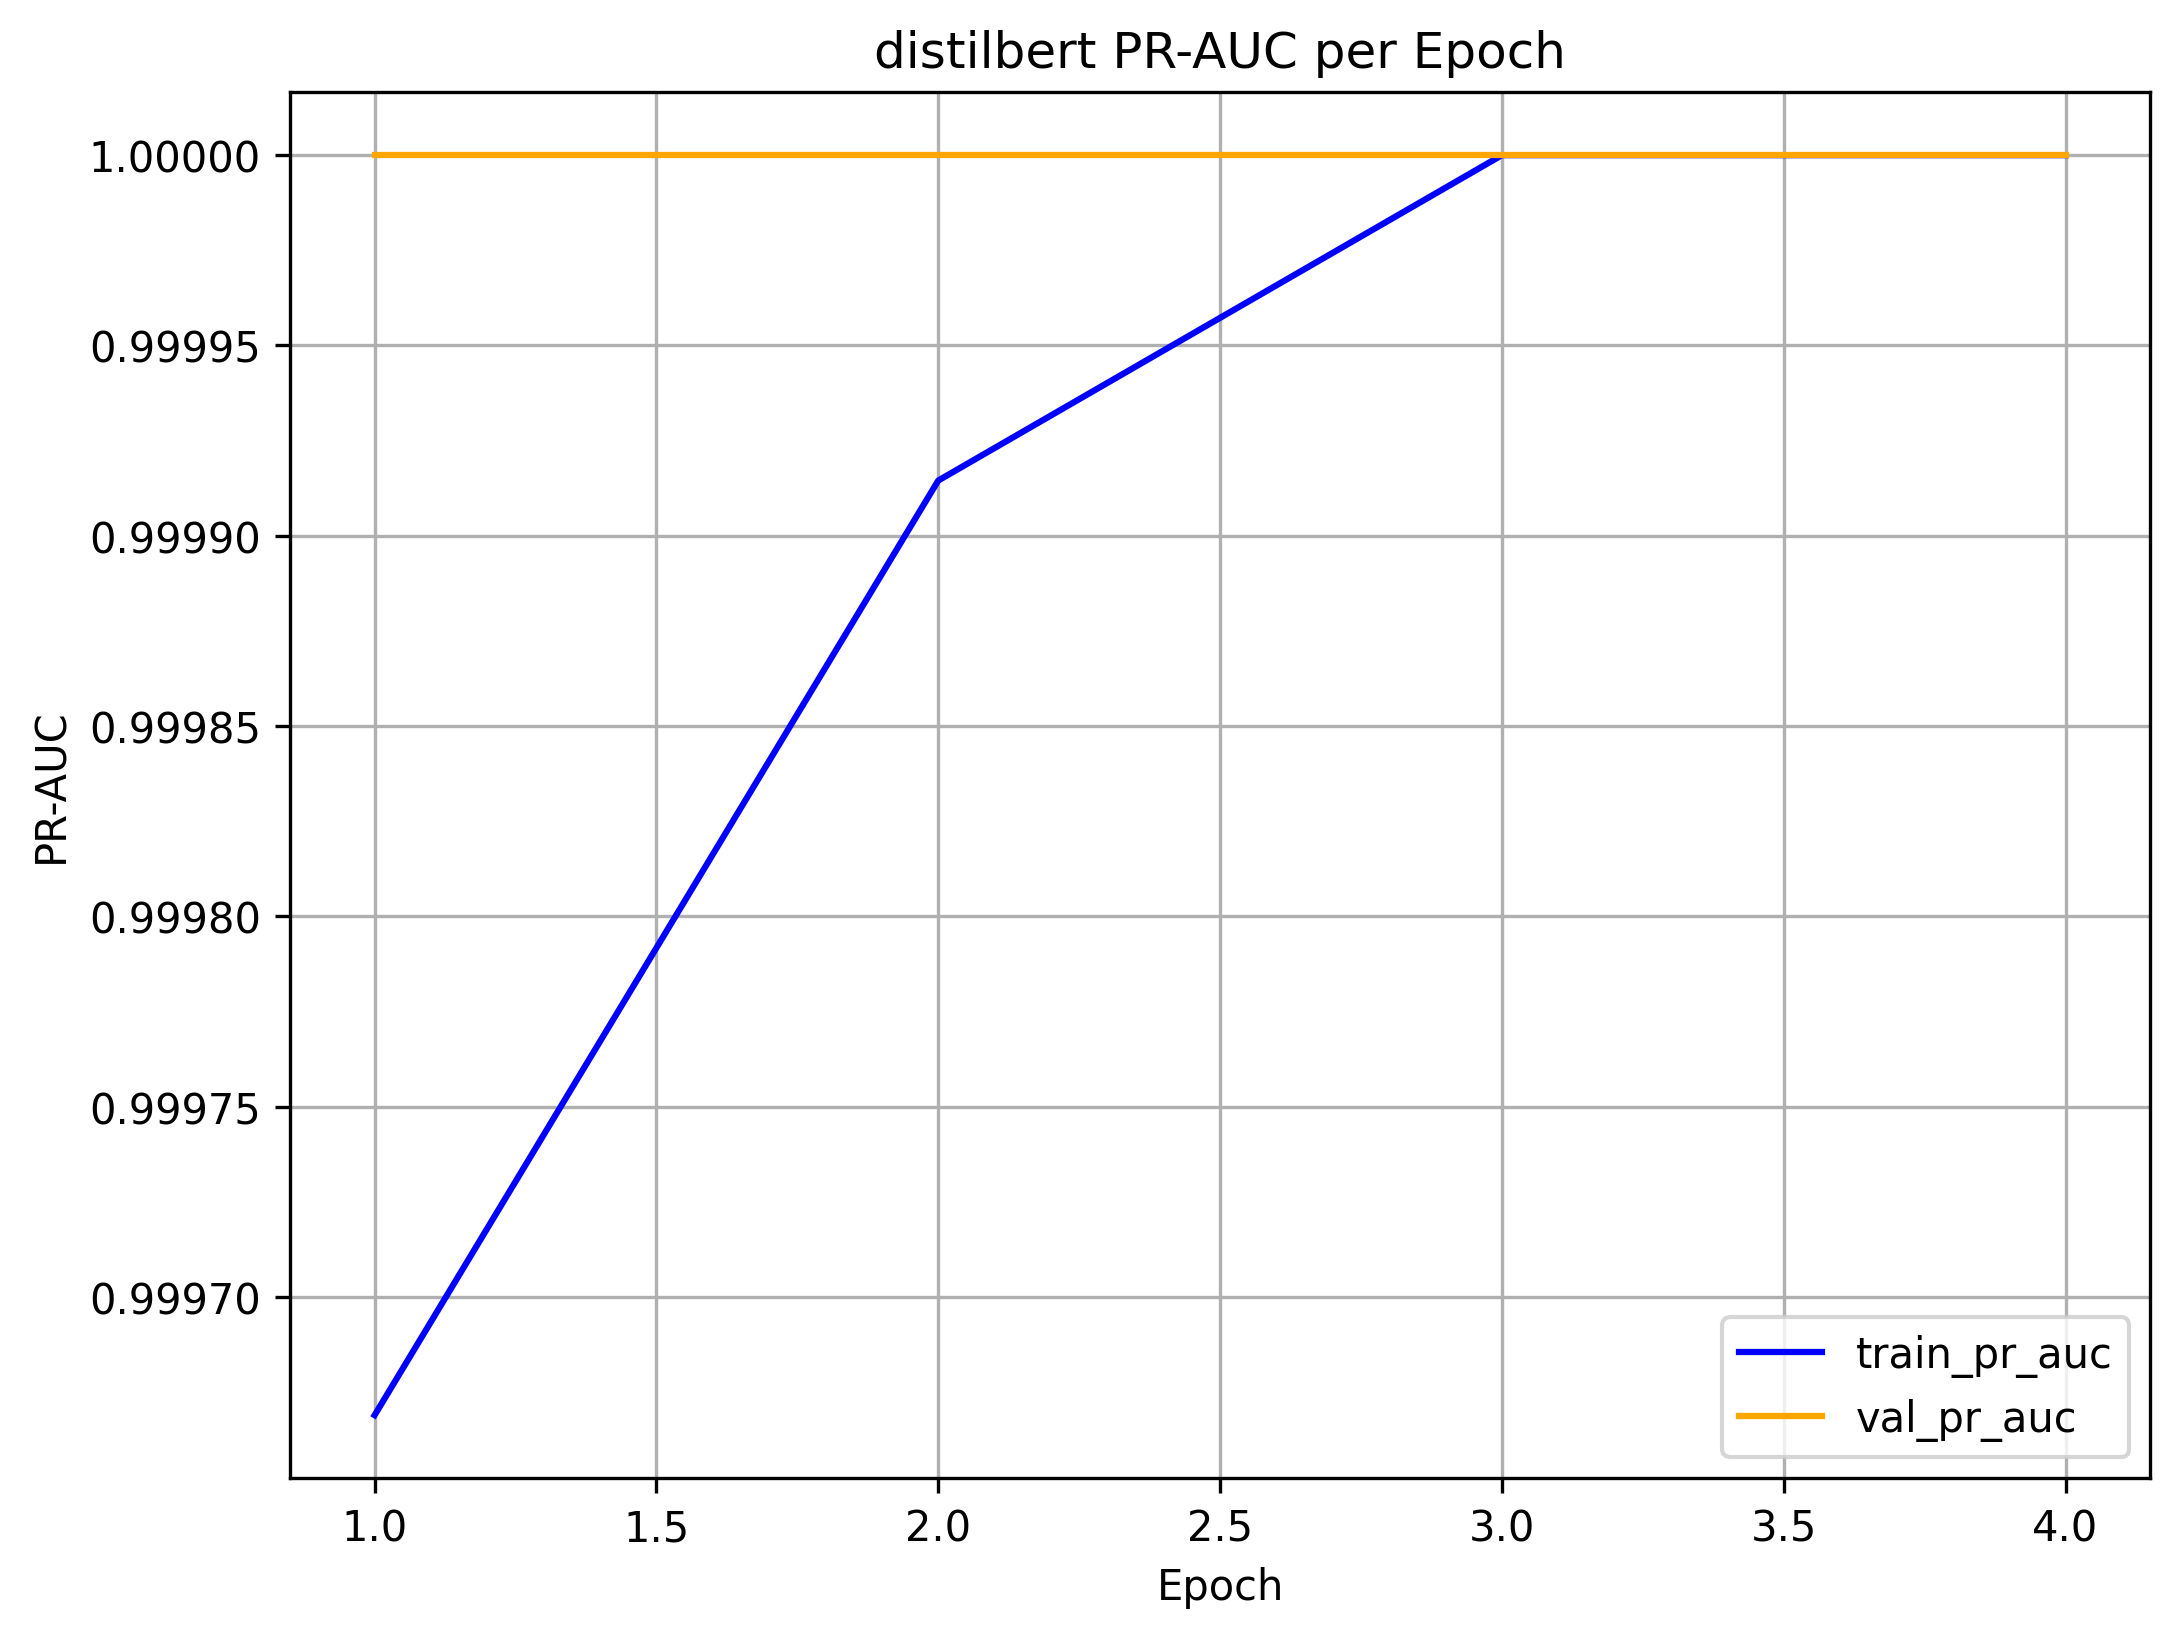 distilbert PR-AUC per Epoch
PR-AUC
1.00000
0.99995
0.99990
0.99985
0.99980
0.99975
0.99970
train_pr_auc
val_pr_auc
1.0 1.5 2.0 2.5 3.0 3.5 4.0
Epoch